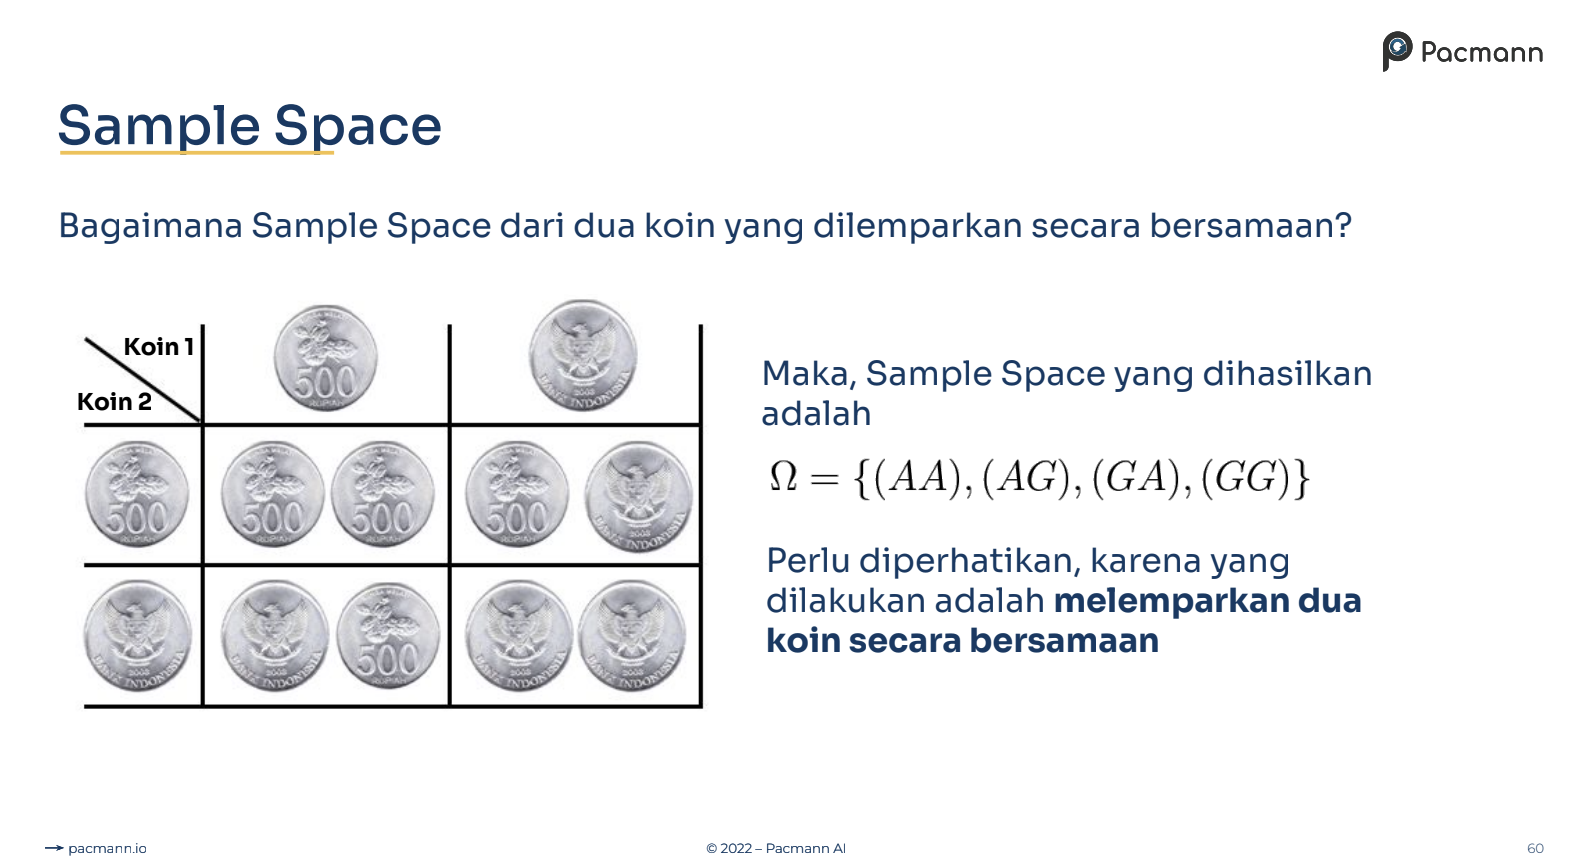 Pacmann
Sample Space
Bagaimana Sample Space dari dua koin yang dilemparkan secara bersamaan?
Koin 1
Koin 2
500
RUPIAH
2003
BANK INDONESIA
500
RUPIAH
500
RUPIAH
500
RUPIAH
500
RUPIAH
2003
BANK INDONESIA
2003
BANK INDONESIA
2003
BANK INDONESIA
500
RUPIAH
2003
BANK INDONESIA
2003
BANK INDONESIA
Maka, Sample Space yang dihasilkan
adalah
Ω = {(AA), (AG), (GA), (GG)}
Perlu diperhatikan, karena yang
dilakukan adalah melemparkan dua
koin secara bersamaan
→ pacmann.io
© 2022 – Pacmann AI
60